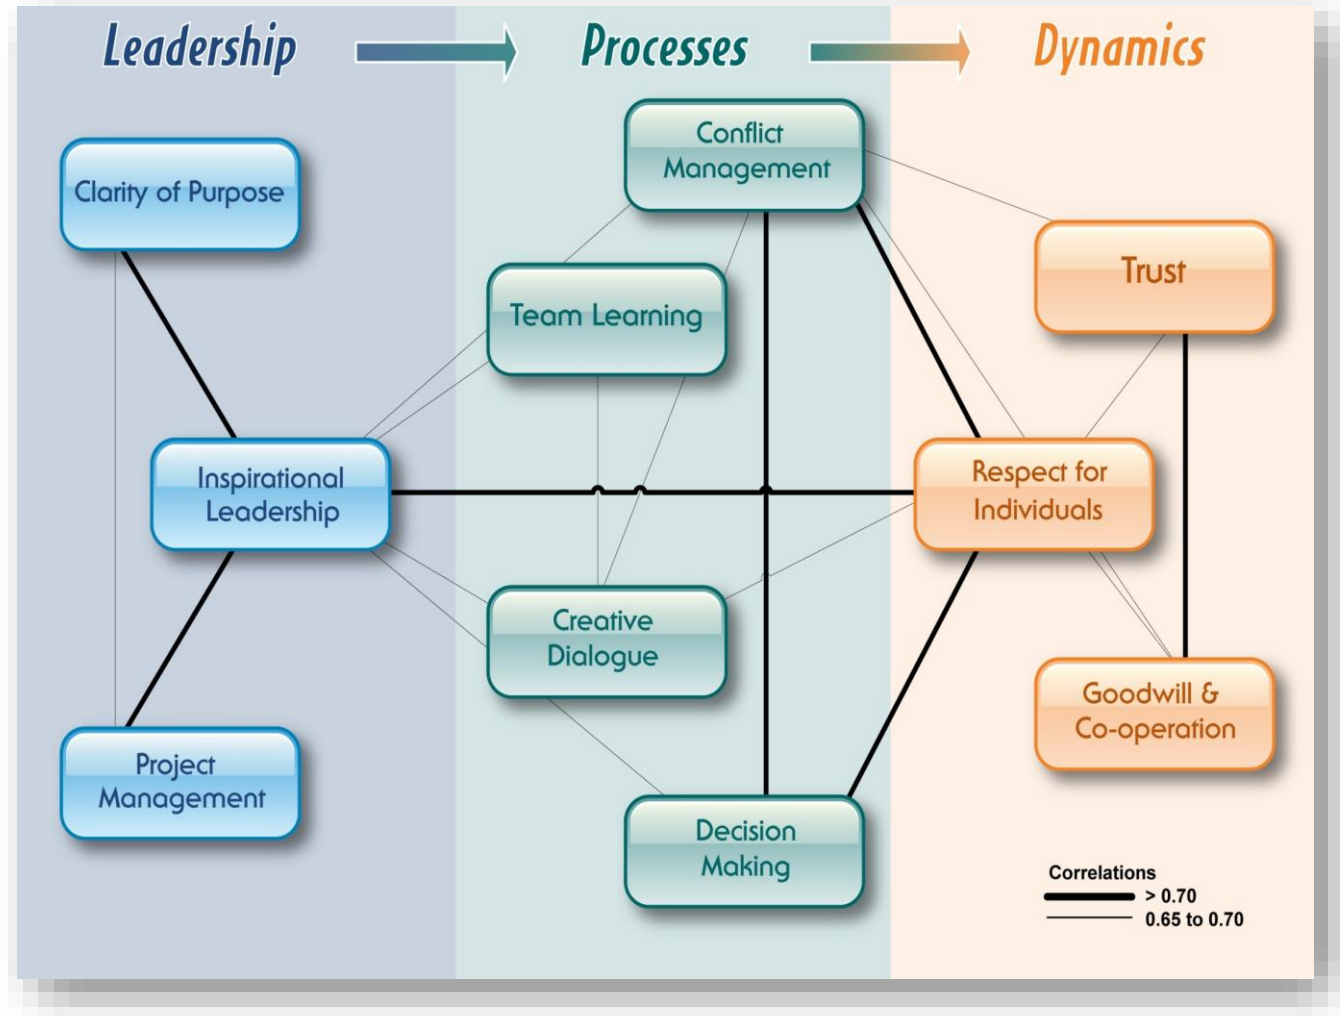 Leadership
Processes
Dynamics
Clarity of Purpose
Inspirational
Leadership
Project
Management
Conflict
Management
Team Learning
Creative
Dialogue
Decision
Making
Trust
Respect for
Individuals
Goodwill &
Co-operation
Correlations
> 0.70
0.65 to 0.70